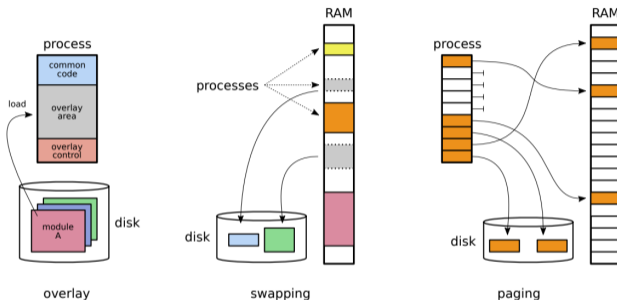 process
common
code
overlay
area
overlay
control
load
module
A
disk
overlay
RAM
processes
disk
swapping
RAM
process
disk
paging